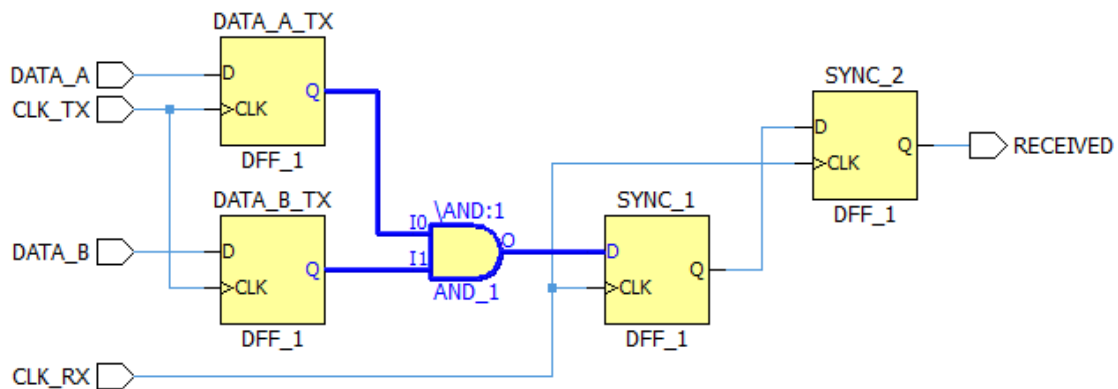 DATA_A_TX
DATA_A
D
Q
CLK_TX
CLK
DFF_1
DATA_B_TX
DATA_B
D
Q
CLK
DFF_1
\AND:1
I0
I1
O
AND_1
SYNC_1
D
Q
CLK
DFF_1
SYNC_2
D
Q
CLK
DFF_1
RECEIVED
CLK_RX